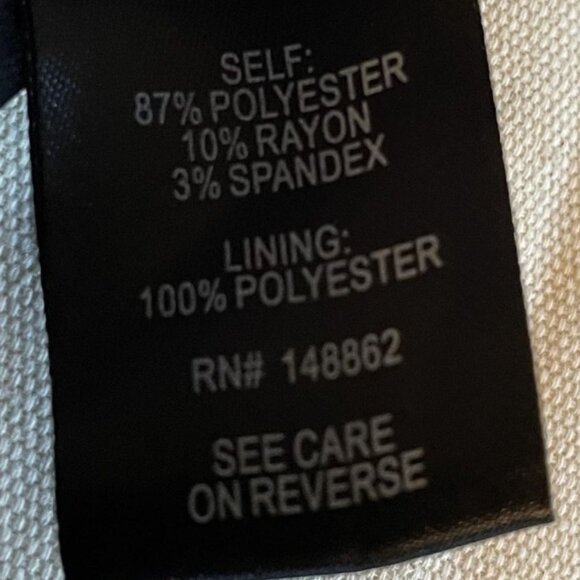 SELF:
87% POLYESTER
10% RAYON
3% SPANDEX
LINING:
100% POLYESTER
RN# 148862
SEE CARE
ON REVERSE